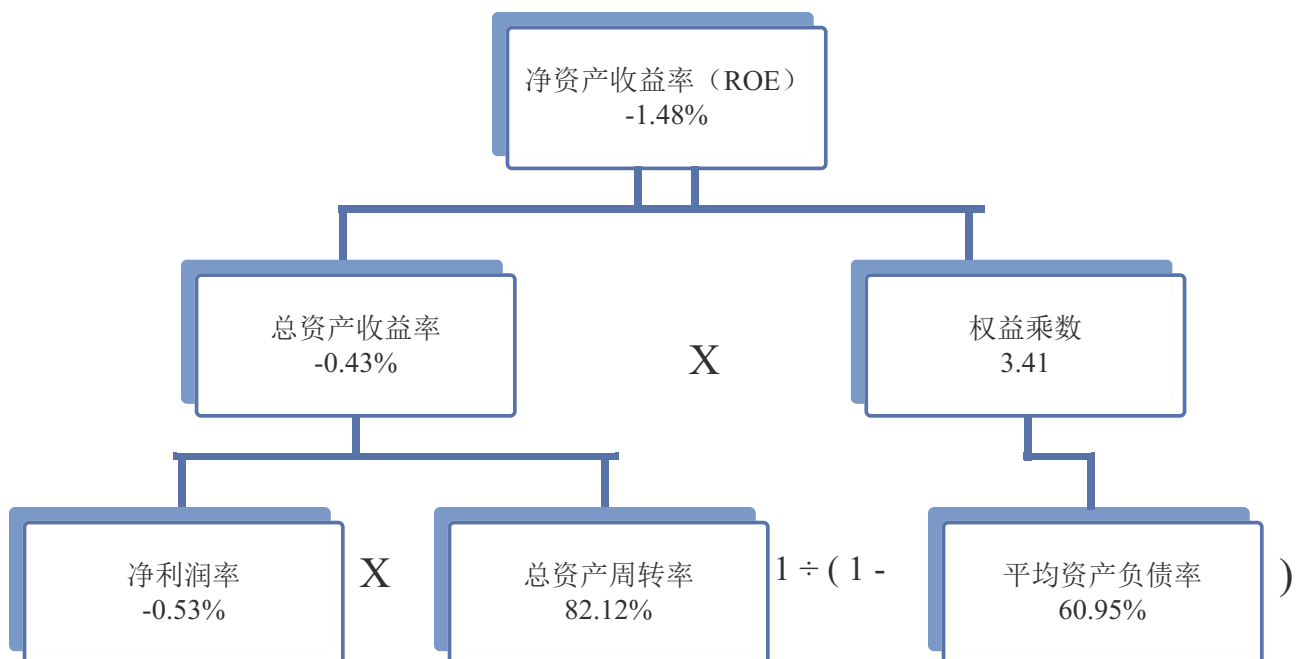 净资产收益率（ROE）
-1.48%
总资产收益率
-0.43%
X
权益乘数
3.41
净利润率
-0.53%
X
总资产周转率
82.12%
1 ÷ ( 1 -
平均资产负债率
60.95%
)